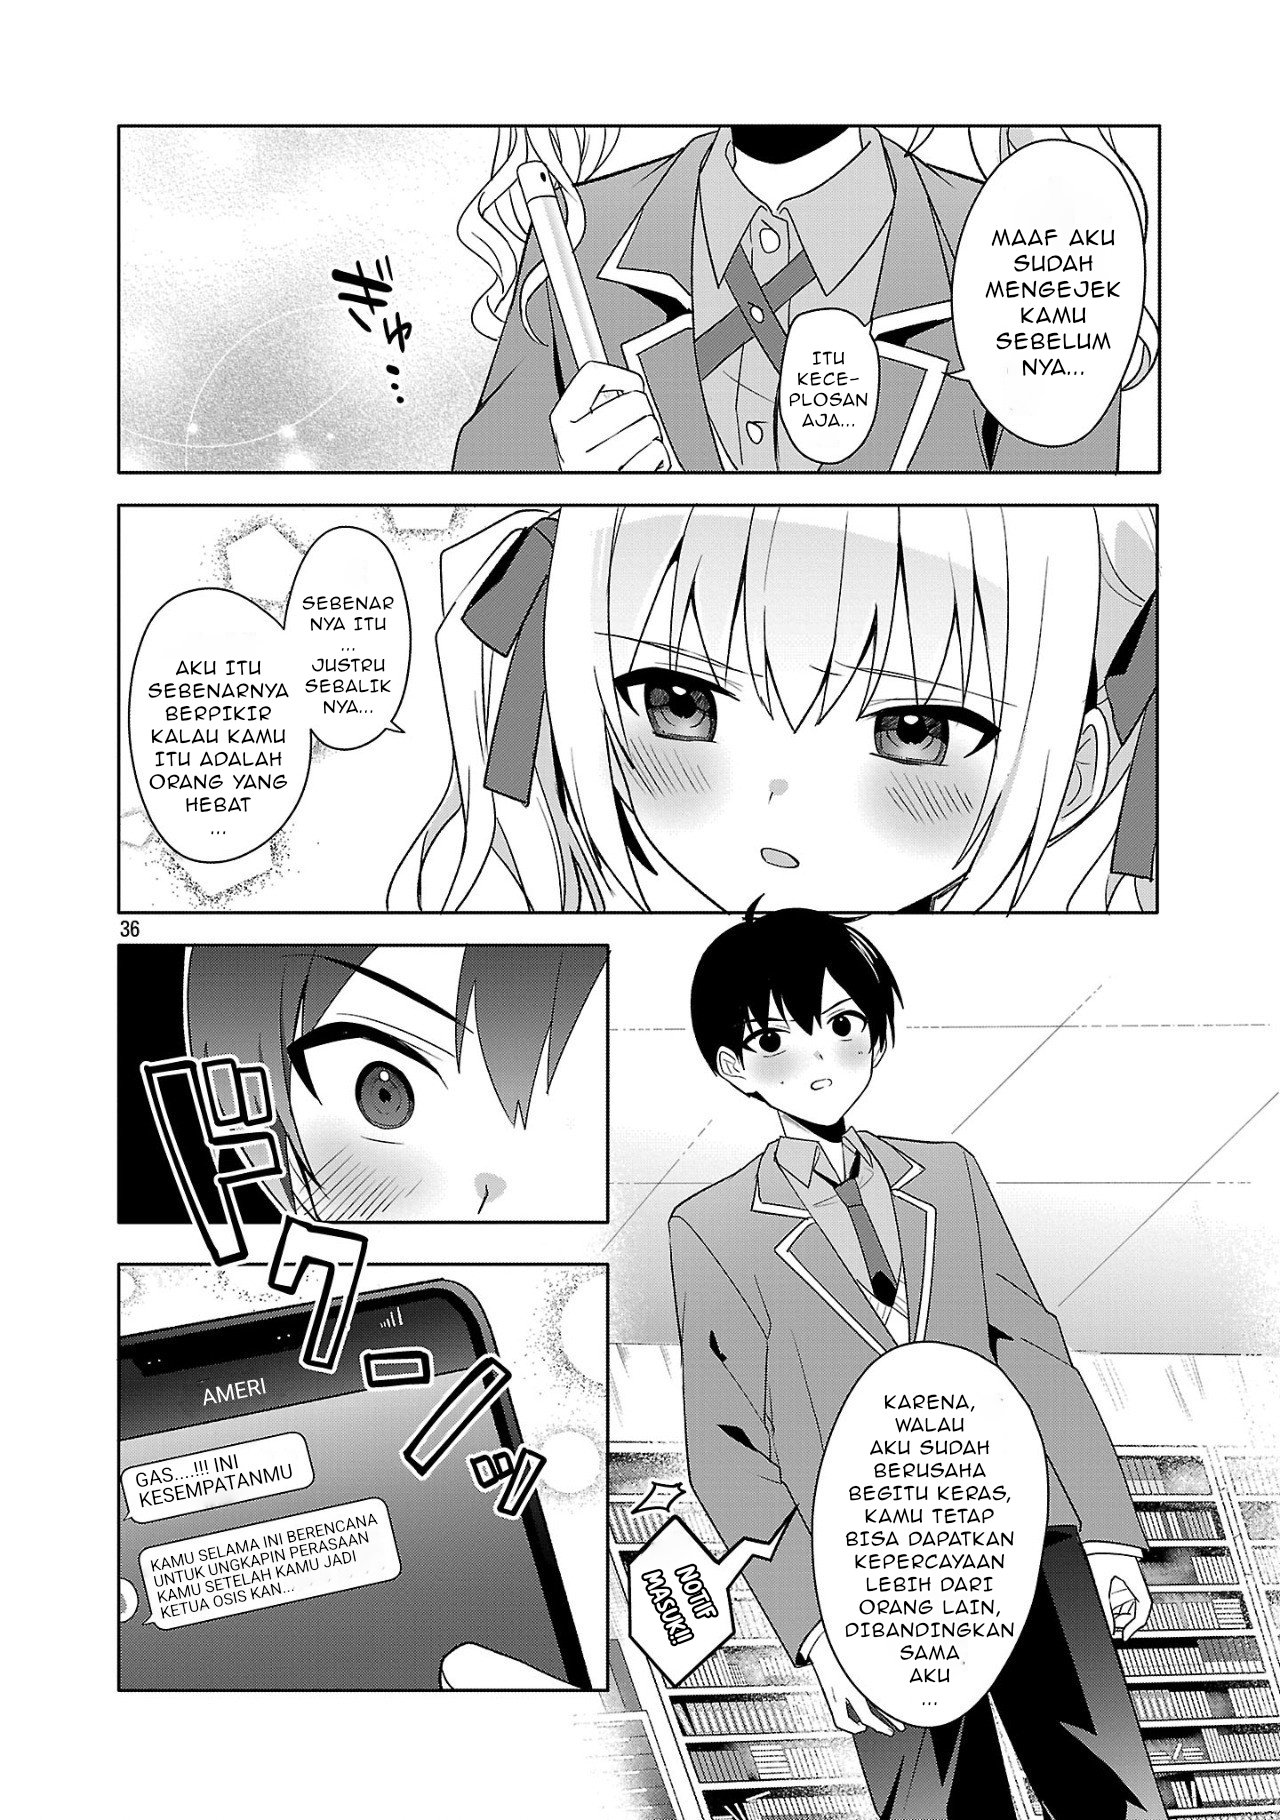 MAAF AKU
SUDAH
MENGEJEK
KAMU
SEBELUM
NYA...
ITU
KECE-
PLOSAN
AJA...
ぎゅ...
SEBENAR
NYA ITU
...
JUSTRU
SEBALIK
NYA...
AKU ITU
SEBENARNYA
BERPIKIR
KALAU KAMU
ITU ADALAH
ORANG YANG
HEBAT
...
36
KARENA,
WALAU
AKU SUDAH
BERUSAHA
BEGITU KERAS,
KAMU TETAP
BISA DAPATKAN
KEPERCAYAAN
LEBIH DARI
ORANG LAIN,
DIBANDINGKAN
SAMA
AKU
...
ドクンッ
NOTIF
MASUK!!
AMERI
GAS....!!! INI
KESEMPATANMU
KAMU SELAMA INI BERENCANA
UNTUK UNGKAPIN PERASAAN
KAMU SETELAH KAMU JADI
KETUA OSIS KAN...